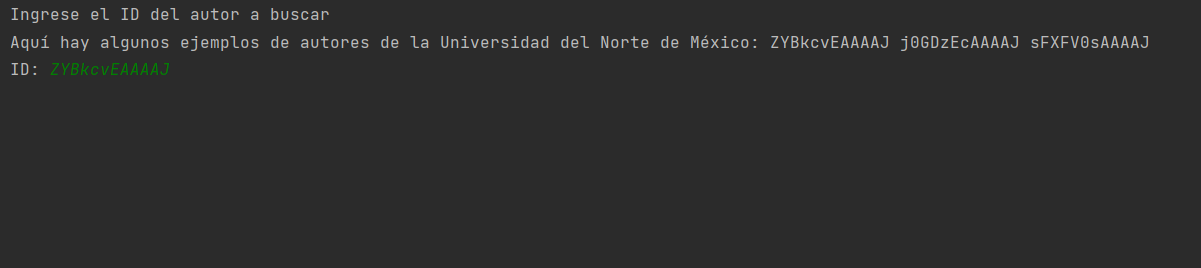 Ingrese el ID del autor a buscar
Aquí hay algunos ejemplos de autores de la Universidad del Norte de México: ZYBkcvEAAAAJ j0GDzEcAAAAJ sFXFV0sAAAAJ
ID: ZYBkcvEAAAAJ